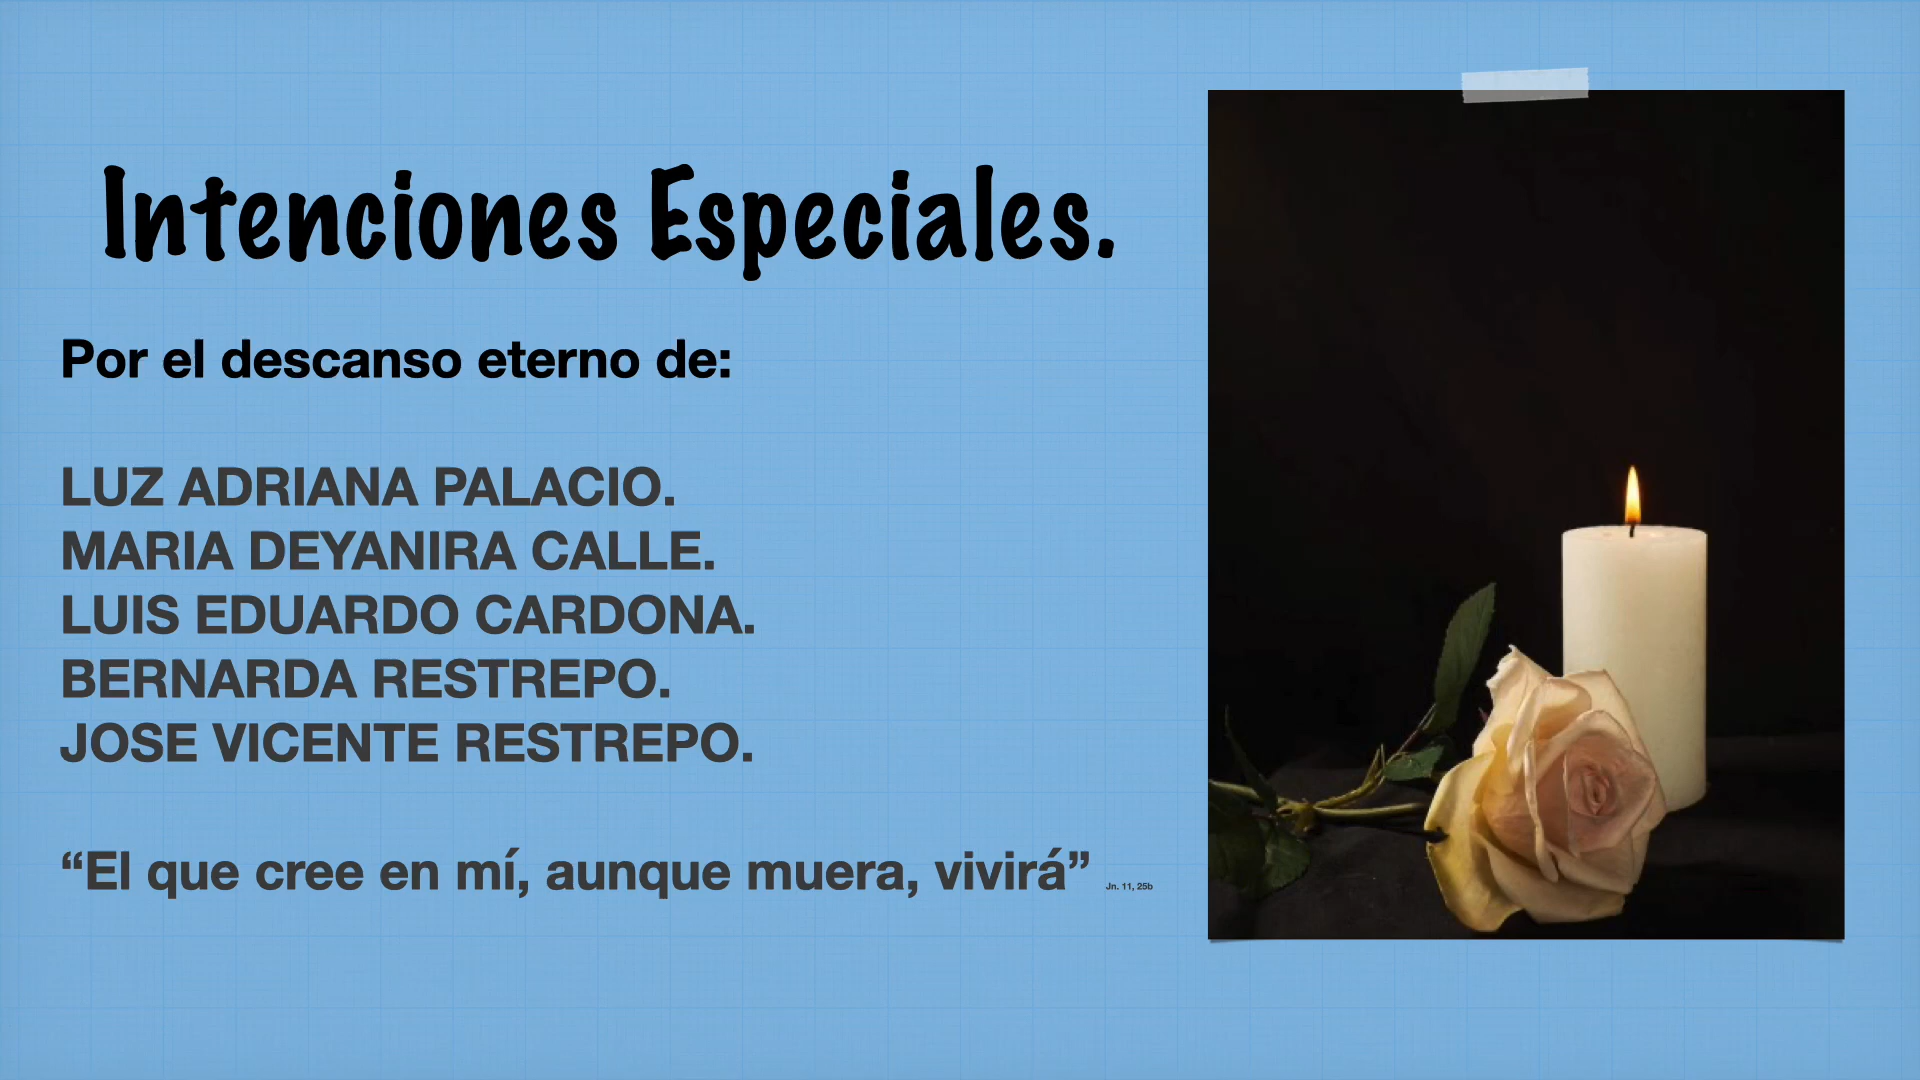 Intenciones Especiales.
Por el descanso eterno de:
LUZ ADRIANA PALACIO.
MARIA DEYANIRA CALLE.
LUIS EDUARDO CARDONA.
BERNARDA RESTREPO.
JOSE VICENTE RESTREPO.
“El que cree en mí, aunque muera, vivirá” Jn. 11, 25b